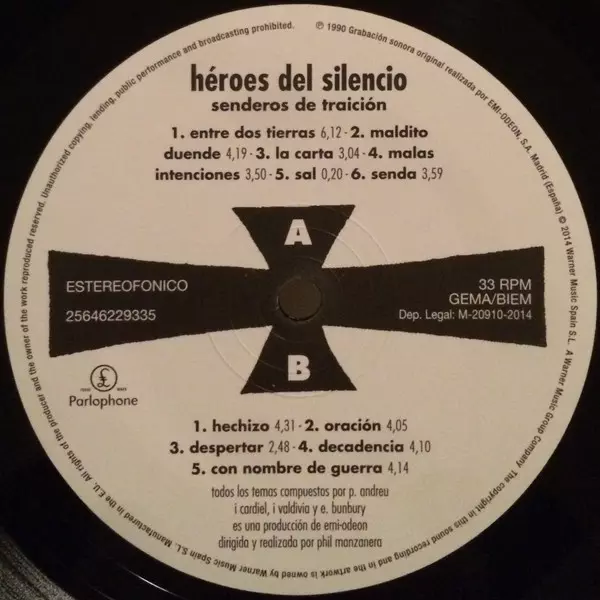 héroes del silencio
senderos de traición
1. entre dos tierras 6,12 - 2. maldito
duende 4,19 - 3. la carta 3,04 - 4. malas
intenciones 3,50 - 5. sal 0,20 - 6. senda 3,59
A
ESTEREOFONICO
25646229335
33 RPM
GEMA/BIEM
Dep. Legal: M-20910-2014
B
Parlophone
1. hechizo 4,31 - 2. oración 4,05
3. despertar 2,48 - 4. decadencia 4,10
5. con nombre de guerra 4,14
todos los temas compuestos por p. andreu
i cardiel, i valdivia y e. bunbury
es una producción de emi-odeon
dirigida y realizada por phil manzanera
℗ 1990 Grabación sonora original realizada por EMI-ODEON, S.A. Madrid (España) © 2014 Warner Music Spain S.L. A Warner Music Group Company. The copyright in this sound recording and in the artwork is owned by Warner Music Spain S.L. Manufactured in the E.U. All rights of the producer and the owner of the work reproduced reserved. Unauthorized copying, lending, public performance and broadcasting prohibited.